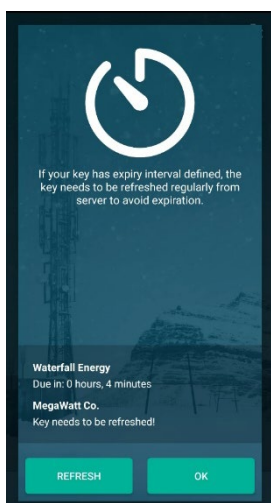 If your key has expiry interval defined, the
key needs to be refreshed regularly from
server to avoid expiration.
Waterfall Energy
Due in: 0 hours, 4 minutes
MegaWatt Co.
Key needs to be refreshed!
REFRESH OK